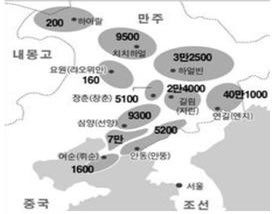 만주
200
하이랄
9500
치치하얼
내몽고
3만2500
하얼빈
요원(랴오위안)
160
2만4000
길림
(지린)
장춘(창춘)
5100
40만1000
연길(옌지)
9300
심양(선양)
5200
7만
여순(뤼순)
안동(안둥)
1600
서울
중국
조선